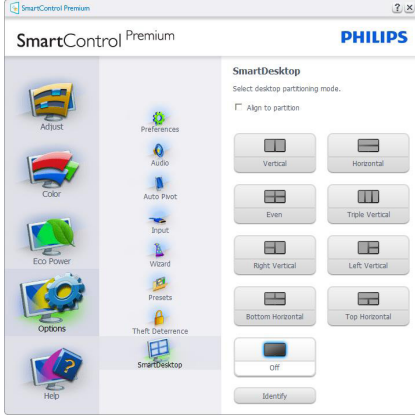 SmartControl Premium
SmartControl Premium
PHILIPS
Adjust
Color
Eco Power
Options
Help
Preferences
Audio
Auto Pivot
Input
Wizard
Presets
Theft Deterrence
SmartDesktop
SmartDesktop
Select desktop partitioning mode.
Align to partition
Vertical
Horizontal
Even
Triple Vertical
Right Vertical
Left Vertical
Bottom Horizontal
Top Horizontal
Off
Identify